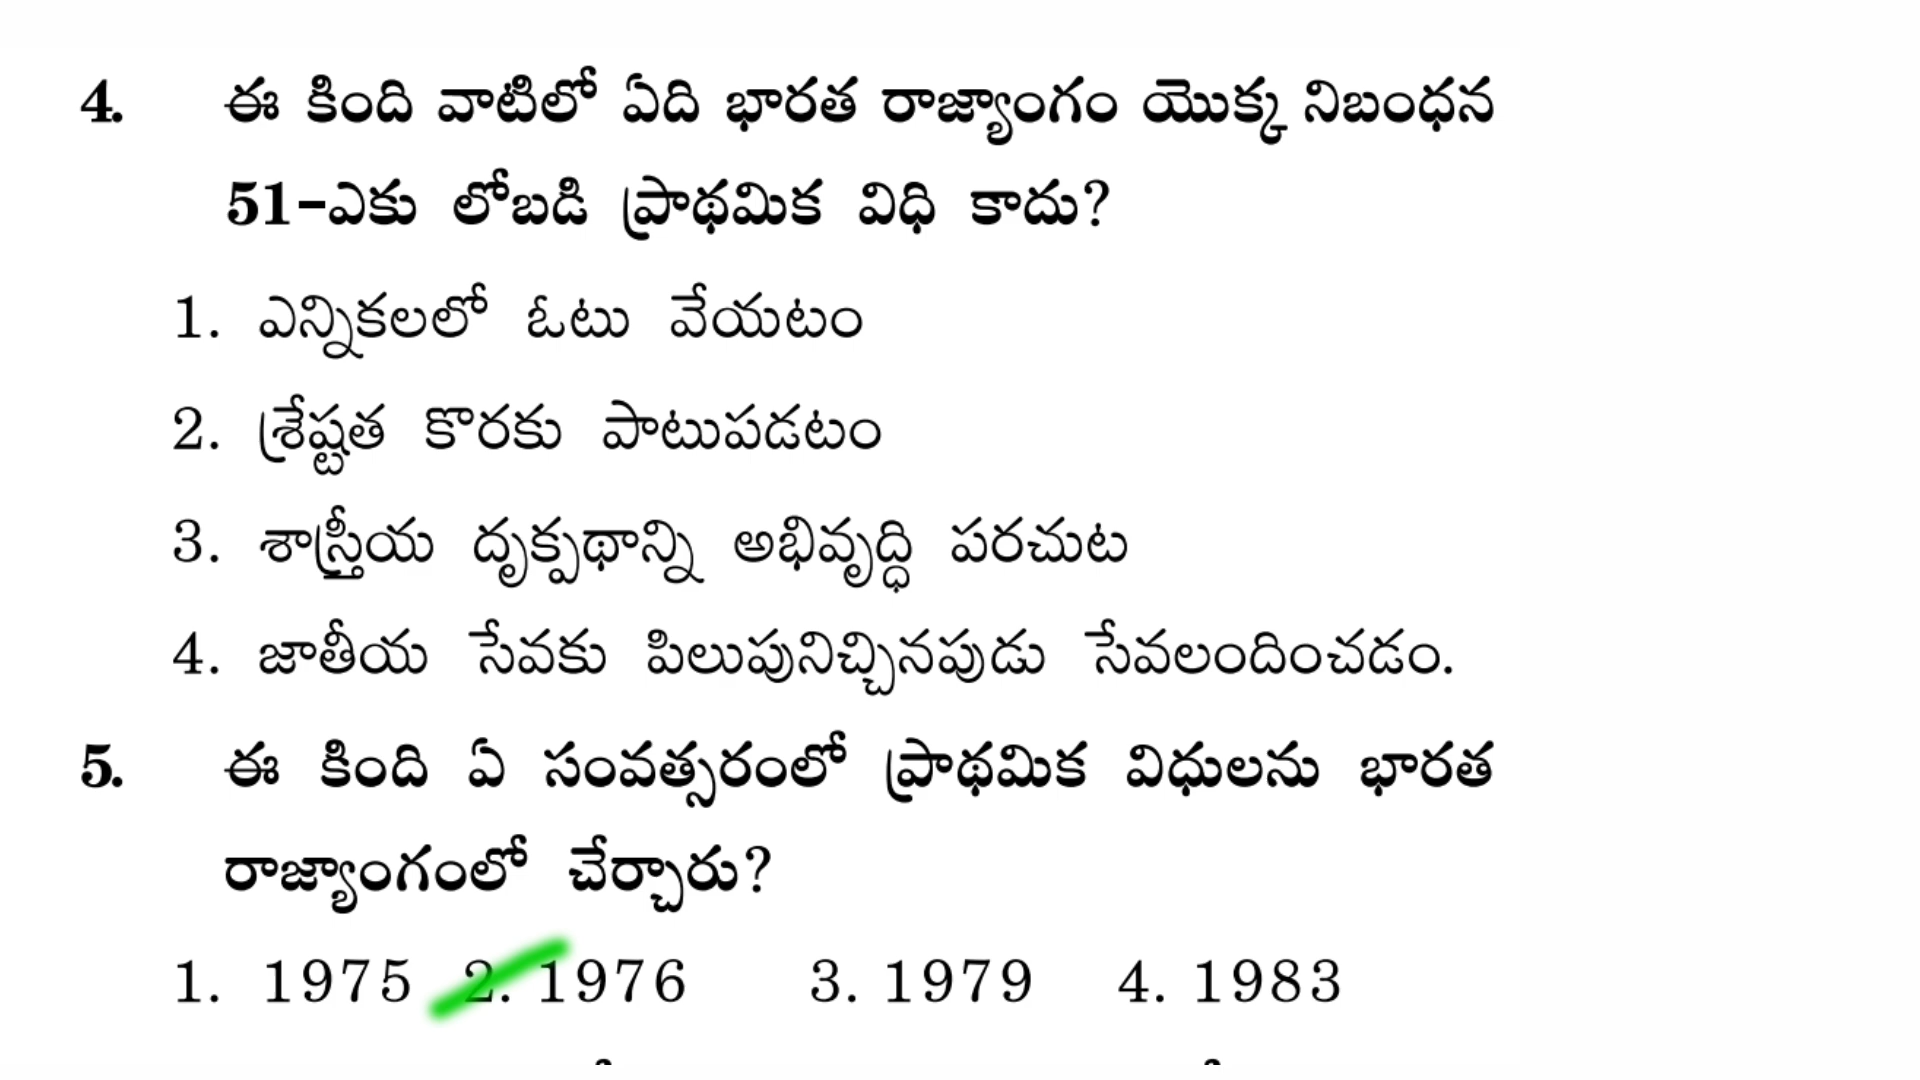 4. ఈ కింది వాటిలో ఏది భారత రాజ్యాంగం యొక్క నిబంధన
51-ఎకు లోబడి ప్రాథమిక విధి కాదు?
1. ఎన్నికలలో ఓటు వేయటం
2. శ్రేష్టత కొరకు పాటుపడటం
3. శాస్త్రీయ దృక్పథాన్ని అభివృద్ధి పరచుట
4. జాతీయ సేవకు పిలుపునిచ్చినపుడు సేవలందించడం.
5. ఈ కింది ఏ సంవత్సరంలో ప్రాథమిక విధులను భారత
రాజ్యాంగంలో చేర్చారు?
1. 1975 2. 1976 3. 1979 4. 1983